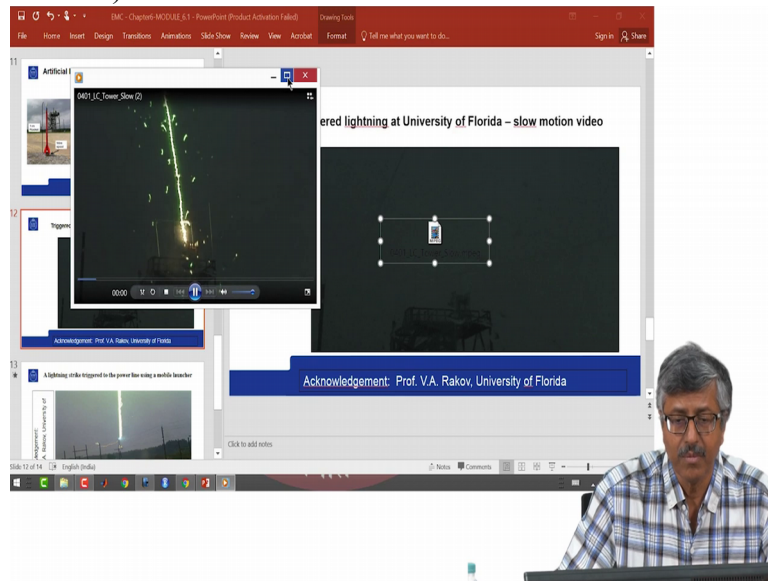 EMC - Chapter6-MODULE_6.1 - PowerPoint (Product Activation Failed)
Drawing Tools
File Home Insert Design Transitions Animations Slide Show Review View Acrobat Format Tell me what you want to do... Sign in Share
11
Artificial
0401_LC_Tower_Slow (2)
00:00
ered lightning at University of Florida – slow motion video
12
Triggered
Acknowledgement: Prof. V.A. Rakov, University of Florida
Acknowledgement: Prof. V.A. Rakov, University of Florida
13
A lightning strike triggered to the power line using a mobile launcher
Rakov, University of
Click to add notes
Slide 12 of 14 English (India) Notes Comments